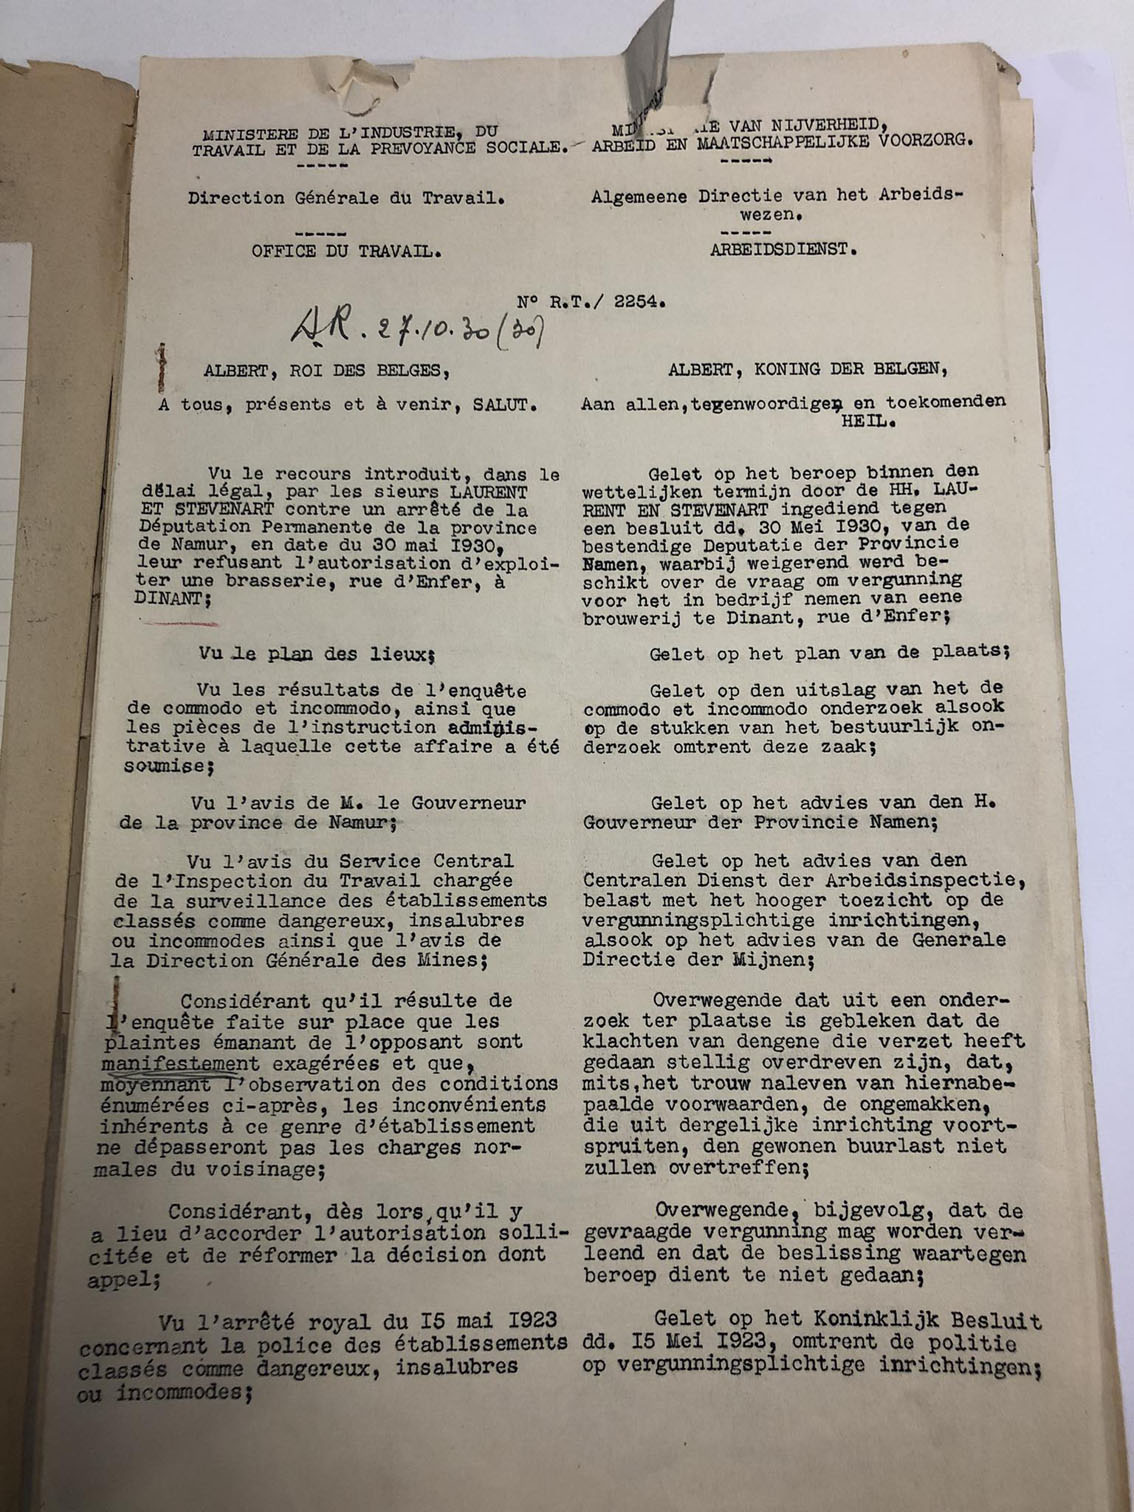 MINISTERE DE L'INDUSTRIE, DU
TRAVAIL ET DE LA PREVOYANCE SOCIALE.
-----
Direction Générale du Travail.
-----
OFFICE DU TRAVAIL.
IE VAN NIJVERHEID,
ARBEID EN MAATSCHAPPELIJKE VOORZORG.
-----
Algemeene Directie van het Arbeids-
wezen.
-----
ARBEIDSDIENST.
N° R.T./ 2254.
AR. 27.10.30 (30)
ALBERT, ROI DES BELGES,
A tous, présents et à venir, SALUT.
Vu le recours introduit, dans le
délai légal, par les sieurs LAURENT
ET STEVENART contre un arrêté de la
Députation Permanente de la province
de Namur, en date du 30 mai I930,
leur refusant l'autorisation d'exploi-
ter une brasserie, rue d'Enfer, à
DINANT;
Vu le plan des lieux;
Vu les résultats de l'enquête
de commodo et incommodo, ainsi que
les pièces de l'instruction adminis-
trative à laquelle cette affaire a été
soumise;
Vu l'avis de M. le Gouverneur
de la province de Namur;
Vu l'avis du Service Central
de l'Inspection du Travail chargée
de la surveillance des établissements
classés comme dangereux, insalubres
ou incommodes ainsi que l'avis de
la Direction Générale des Mines;
Considérant qu'il résulte de
l'enquête faite sur place que les
plaintes émanant de l'opposant sont
manifestement exagérées et que,
moyennant l'observation des conditions
énumérées ci-après, les inconvénients
inhérents à ce genre d'établissement
ne dépasseront pas les charges nor-
males du voisinage;
Considérant, dès lors, qu'il y
a lieu d'accorder l'autorisation solli-
citée et de réformer la décision dont
appel;
Vu l'arrêté royal du I5 mai I923
concernant la police des établissements
classés comme dangereux, insalubres
ou incommodes;
ALBERT, KONING DER BELGEN,
Aan allen, tegenwoordigen en toekomenden
HEIL.
Gelet op het beroep binnen den
wettelijken termijn door de HH. LAU-
RENT EN STEVENART ingediend tegen
een besluit dd. 30 Mei I930, van de
bestendige Deputatie der Provincie
Namen, waarbij weigerend werd be-
schikt over de vraag om vergunning
voor het in bedrijf nemen van eene
brouwerij te Dinant, rue d'Enfer;
Gelet op het plan van de plaats;
Gelet op den uitslag van het de
commodo et incommodo onderzoek alsook
op de stukken van het bestuurlijk on-
derzoek omtrent deze zaak;
Gelet op het advies van den H.
Gouverneur der Provincie Namen;
Gelet op het advies van den
Centralen Dienst der Arbeidsinspectie,
belast met het hooger toezicht op de
vergunningsplichtige inrichtingen,
alsook op het advies van de Generale
Directie der Mijnen;
Overwegende dat uit een onder-
zoek ter plaatse is gebleken dat de
klachten van dengene die verzet heeft
gedaan stellig overdreven zijn, dat,
mits, het trouw naleven van hiernabe-
paalde voorwaarden, de ongemakken,
die uit dergelijke inrichting voort-
spruiten, den gewonen buurlast niet
zullen overtreffen;
Overwegende, bijgevolg, dat de
gevraagde vergunning mag worden ver-
leend en dat de beslissing waartegen
beroep dient te niet gedaan;
Gelet op het Koninklijk Besluit
dd. I5 Mei I923, omtrent de politie
op vergunningsplichtige inrichtingen;